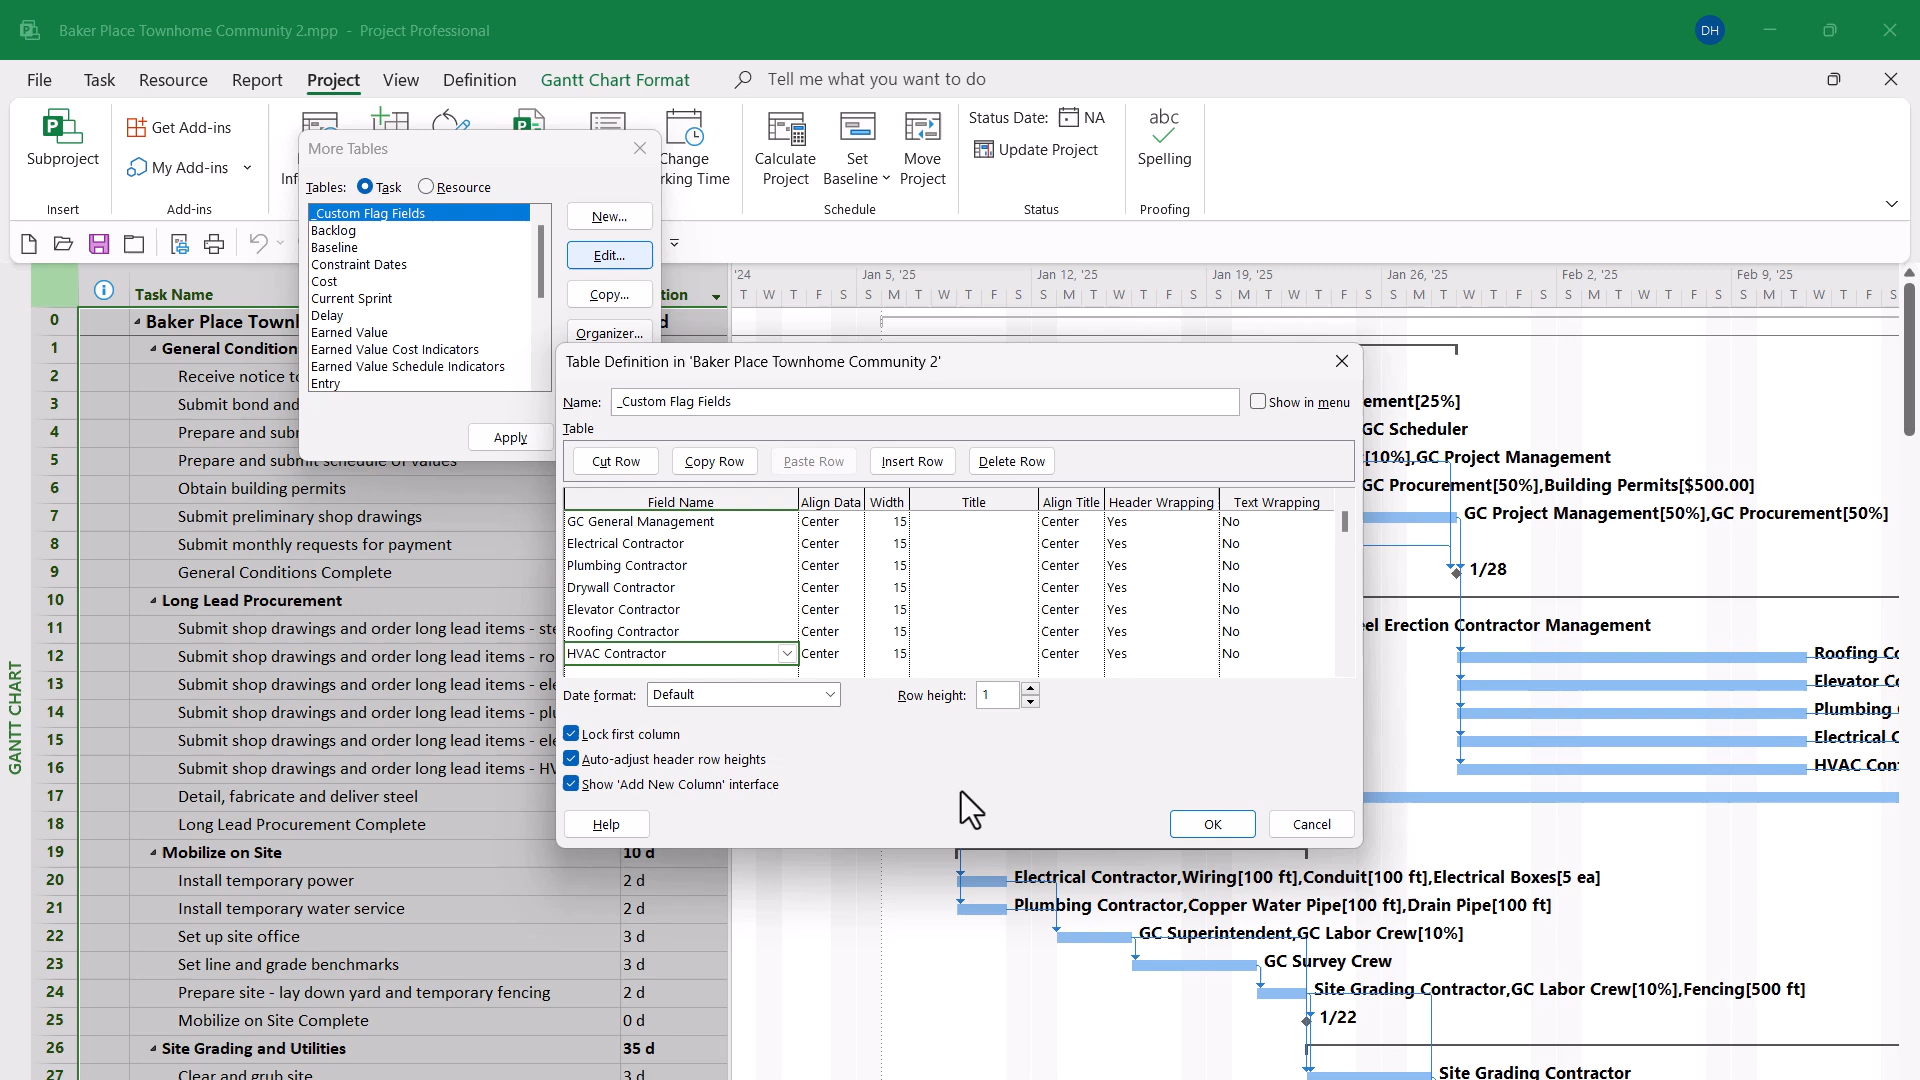 Baker Place Townhome Community 2.mpp - Project Professional
DH
File Task Resource Report Project View Definition Gantt Chart Format Tell me what you want to do
Subproject
Insert
Get Add-ins
My Add-ins
Add-ins
Change
Calculate Project
Set Baseline
Move Project
Schedule
Status Date: NA
Update Project
Status
abc
Spelling
Proofing
More Tables
Tables: Task Resource
_Custom Flag Fields
Backlog
Baseline
Constraint Dates
Cost
Current Sprint
Delay
Earned Value
Earned Value Cost Indicators
Earned Value Schedule Indicators
Entry
New...
Edit...
Copy...
Organizer...
Apply
Table Definition in 'Baker Place Townhome Community 2'
Name: _Custom Flag Fields Show in menu
Table
Cut Row Copy Row Paste Row Insert Row Delete Row
Field Name Align Data Width Title Align Title Header Wrapping Text Wrapping
GC General Management Center 15 Center Yes No
Electrical Contractor Center 15 Center Yes No
Plumbing Contractor Center 15 Center Yes No
Drywall Contractor Center 15 Center Yes No
Elevator Contractor Center 15 Center Yes No
Roofing Contractor Center 15 Center Yes No
HVAC Contractor Center 15 Center Yes No
Date format: Default Row height: 1
Lock first column
Auto-adjust header row heights
Show 'Add New Column' interface
Help OK Cancel
GANTT CHART
Task Name
0 Baker Place
1 General
2 Receive notice
3 Submit bond and
4 Prepare and
5 Prepare and submit schedule of values
6 Obtain building permits
7 Submit preliminary shop drawings
8 Submit monthly requests for payment
9 General Conditions Complete
10 Long Lead Procurement
11 Submit shop drawings and order long lead items -
12 Submit shop drawings and order long lead items -
13 Submit shop drawings and order long lead items -
14 Submit shop drawings and order long lead items -
15 Submit shop drawings and order long lead items -
16 Submit shop drawings and order long lead items -
17 Detail, fabricate and deliver steel
18 Long Lead Procurement Complete
19 Mobilize on Site 10 d
20 Install temporary power 2 d
21 Install temporary water service 2 d
22 Set up site office 3 d
23 Set line and grade benchmarks 3 d
24 Prepare site - lay down yard and temporary fencing 2 d
25 Mobilize on Site Complete 0 d
26 Site Grading and Utilities 35 d
27 Clear and grub site 3 d
'24 Jan 5, '25 Jan 12, '25 Jan 19, '25 Jan 26, '25 Feb 2, '25 Feb 9, '25
T W T F S S M T W T F S S M T W T F S S M T W T F S S M T W T F S S M T W T F S S M T W T F S
[25%]
GC Scheduler
[10%],GC Project Management
GC Procurement[50%],Building Permits[$500.00]
GC Project Management[50%],GC Procurement[50%]
1/28
Erection Contractor Management
Roofing
Elevator
Plumbing
Electrical
HVAC
Electrical Contractor,Wiring[100 ft],Conduit[100 ft],Electrical Boxes[5 ea]
Plumbing Contractor,Copper Water Pipe[100 ft],Drain Pipe[100 ft]
GC Superintendent,GC Labor Crew[10%]
GC Survey Crew
Site Grading Contractor,GC Labor Crew[10%],Fencing[500 ft]
1/22
Site Grading Contractor